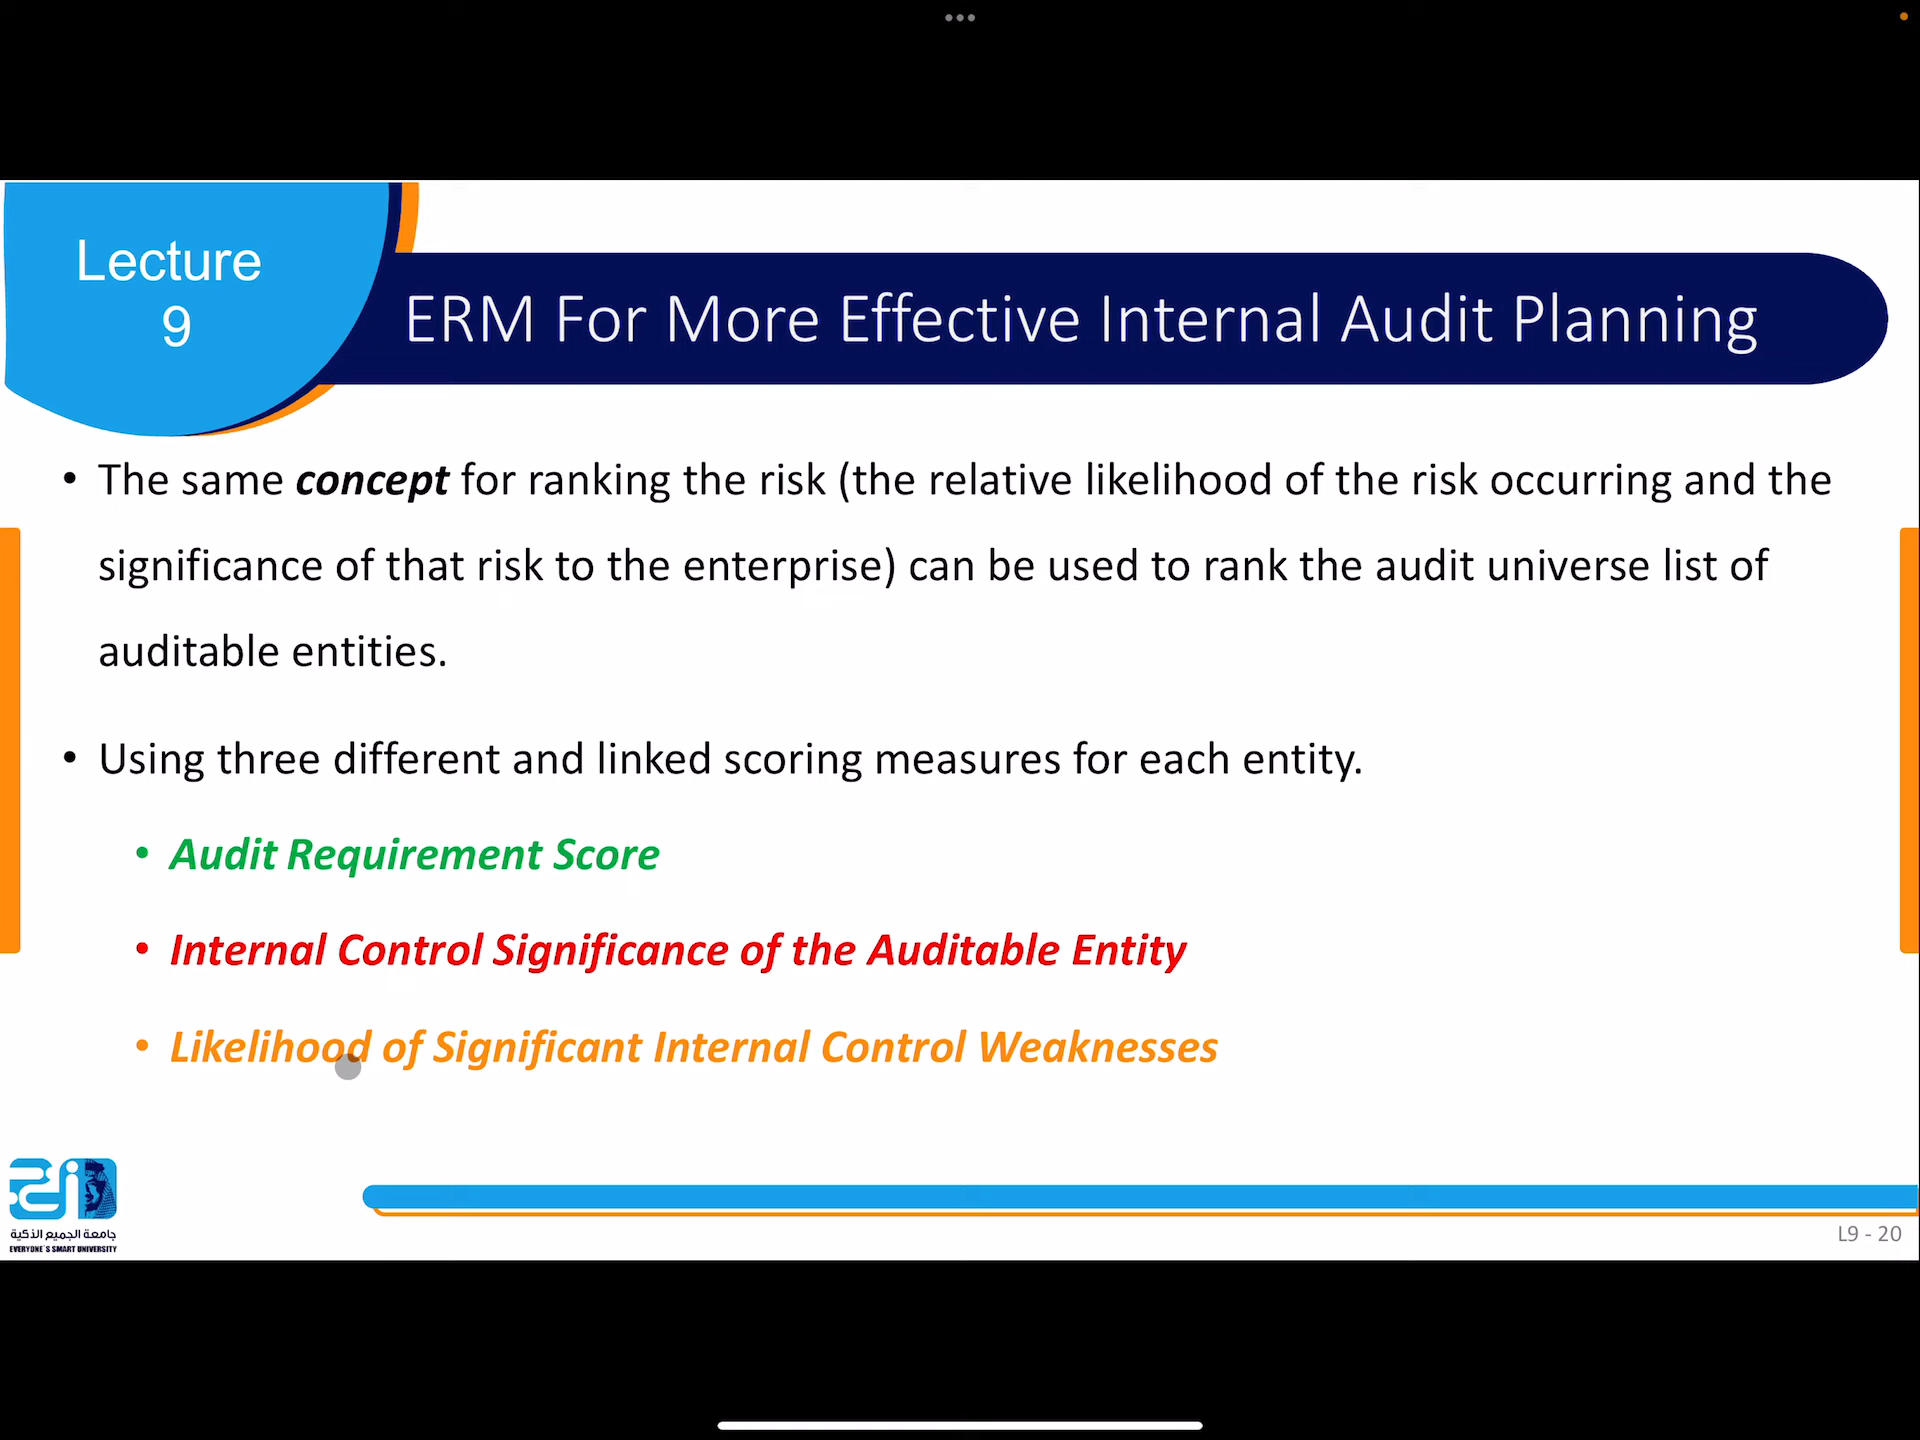 Lecture
9
ERM For More Effective Internal Audit Planning
• The same concept for ranking the risk (the relative likelihood of the risk occurring and the
significance of that risk to the enterprise) can be used to rank the audit universe list of
auditable entities.
• Using three different and linked scoring measures for each entity.
• Audit Requirement Score
• Internal Control Significance of the Auditable Entity
• Likelihood of Significant Internal Control Weaknesses
جامعة الجميع الذكية
EVERYONE'S SMART UNIVERSITY
L9 - 20